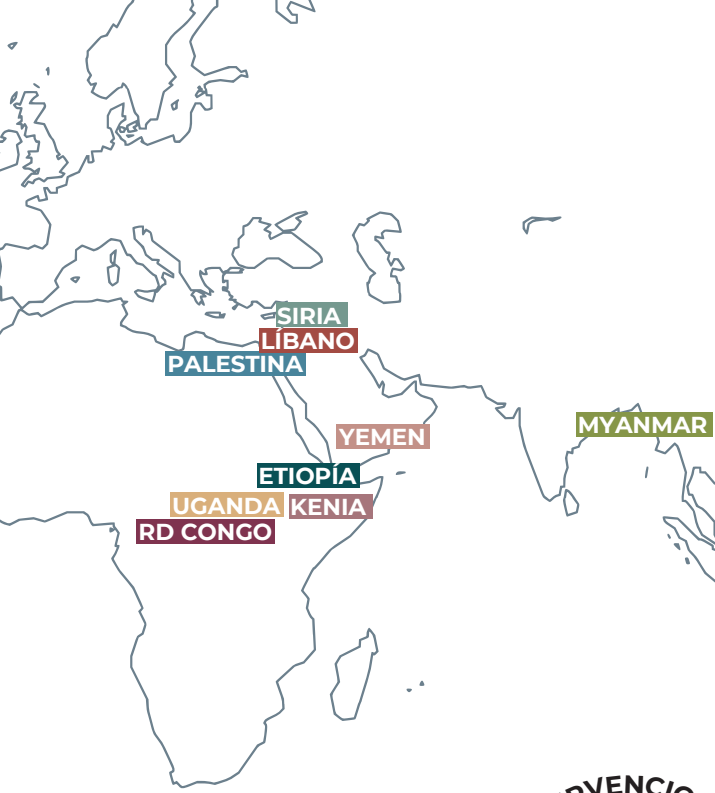 SIRIA
LÍBANO
PALESTINA
MYANMAR
YEMEN
ETIOPÍA
UGANDA
KENIA
RD CONGO